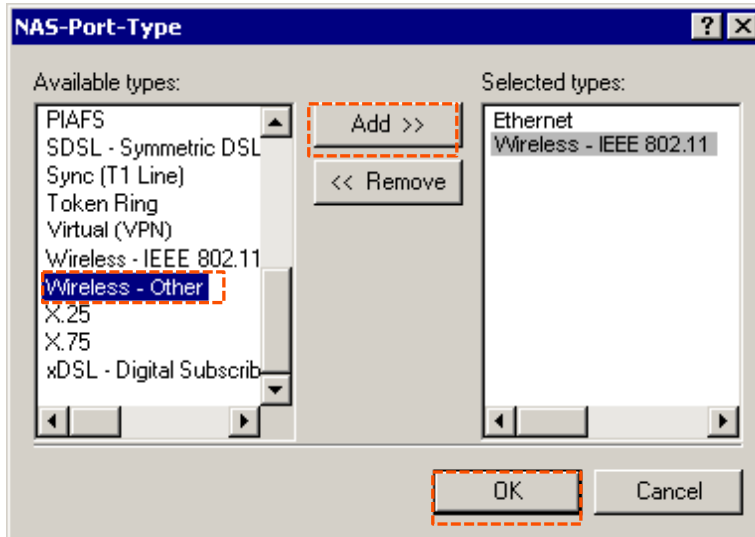 NAS-Port-Type
Available types:
PIAFS
SDSL - Symmetric DSL
Sync (T1 Line)
Token Ring
Virtual (VPN)
Wireless - IEEE 802.11
Wireless - Other
X.25
X.75
xDSL - Digital Subscrib
Add >>
<< Remove
Selected types:
Ethernet
Wireless - IEEE 802.11
OK
Cancel